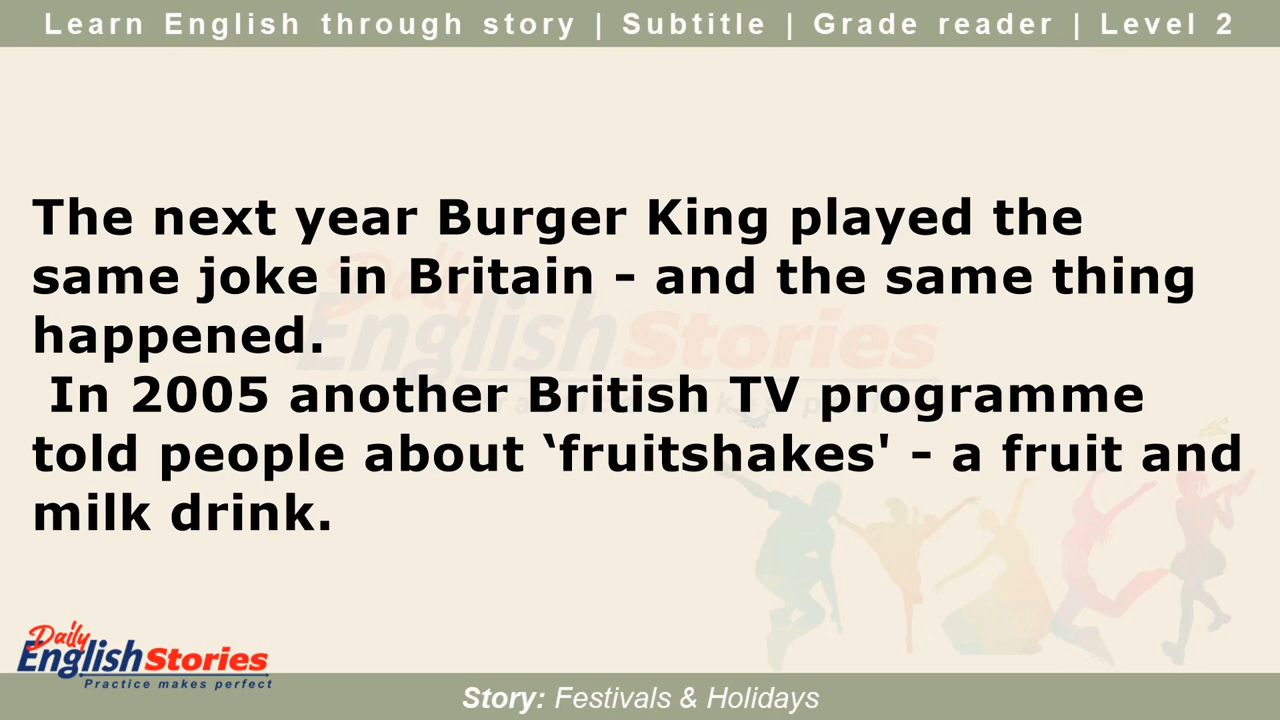 Learn English through story | Subtitle | Grade reader | Level 2
The next year Burger King played the
same joke in Britain - and the same thing
happened.
In 2005 another British TV programme
told people about ‘fruitshakes' - a fruit and
milk drink.
Daily
English Stories
Practice makes perfect
Story: Festivals & Holidays